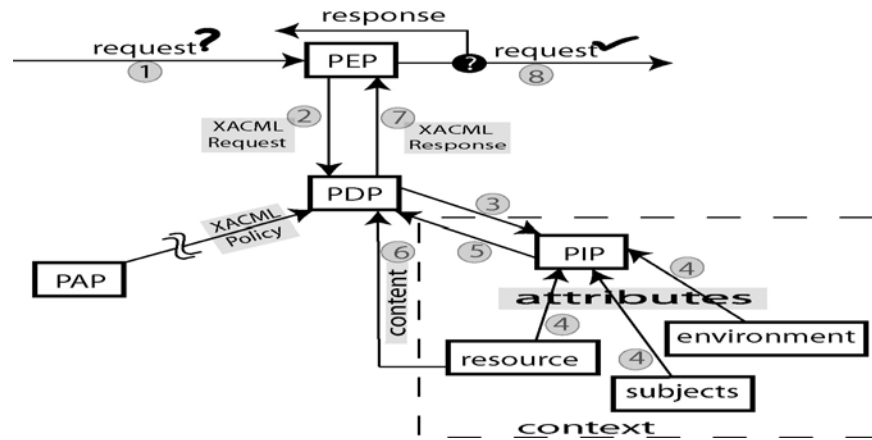 response
request?
request✓
1
PEP
?
8
2
7
XACML
Request
XACML
Response
PDP
3
XACML
Policy
5
PIP
6
4
PAP
content
attributes
4
environment
resource
4
subjects
context